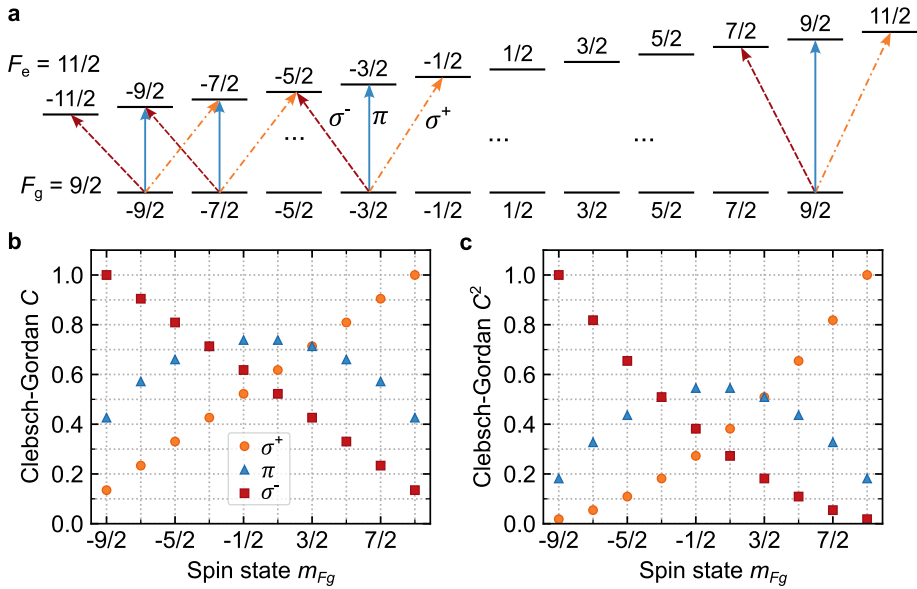 a
F_e = 11/2
-11/2 -9/2 -7/2 -5/2 -3/2 -1/2 1/2 3/2 5/2 7/2 9/2 11/2
σ⁻ π σ⁺
... ... ...
F_g = 9/2
-9/2 -7/2 -5/2 -3/2 -1/2 1/2 3/2 5/2 7/2 9/2
b
Clebsch-Gordan C
1.0
0.8
0.6
0.4
0.2
0.0
σ⁺
π
σ⁻
-9/2 -5/2 -1/2 3/2 7/2
Spin state m_Fg
c
Clebsch-Gordan C²
1.0
0.8
0.6
0.4
0.2
0.0
-9/2 -5/2 -1/2 3/2 7/2
Spin state m_Fg